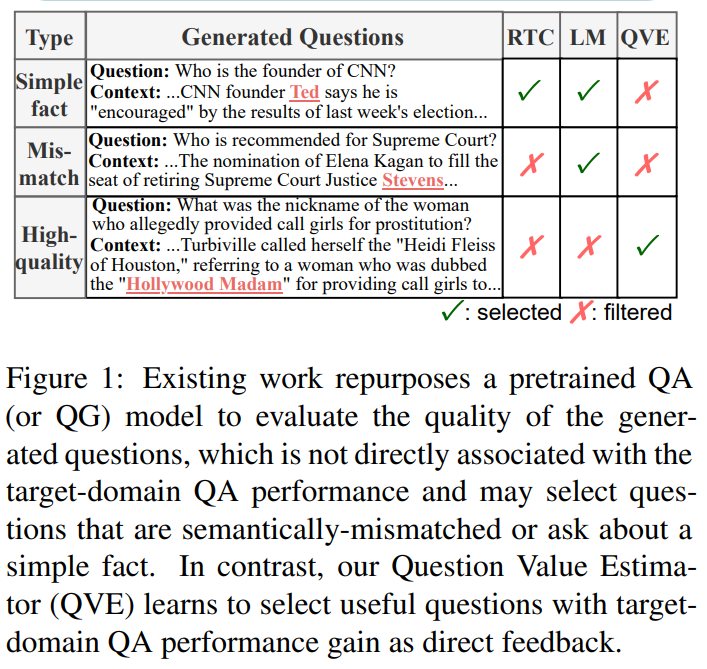 Type Generated Questions RTC LM QVE
Simple fact
Question: Who is the founder of CNN?
Context: ...CNN founder Ted says he is
"encouraged" by the results of last week's election...
✓ ✓ ✗
Mis-
match
Question: Who is recommended for Supreme Court?
Context: ...The nomination of Elena Kagan to fill the
seat of retiring Supreme Court Justice Stevens...
✗ ✓ ✗
High-
quality
Question: What was the nickname of the woman
who allegedly provided call girls for prostitution?
Context: ...Turbiville called herself the "Heidi Fleiss
of Houston," referring to a woman who was dubbed
the "Hollywood Madam" for providing call girls to...
✗ ✗ ✓
✓: selected ✗: filtered
Figure 1: Existing work repurposes a pretrained QA
(or QG) model to evaluate the quality of the gener-
ated questions, which is not directly associated with the
target-domain QA performance and may select ques-
tions that are semantically-mismatched or ask about a
simple fact. In contrast, our Question Value Estima-
tor (QVE) learns to select useful questions with target-
domain QA performance gain as direct feedback.